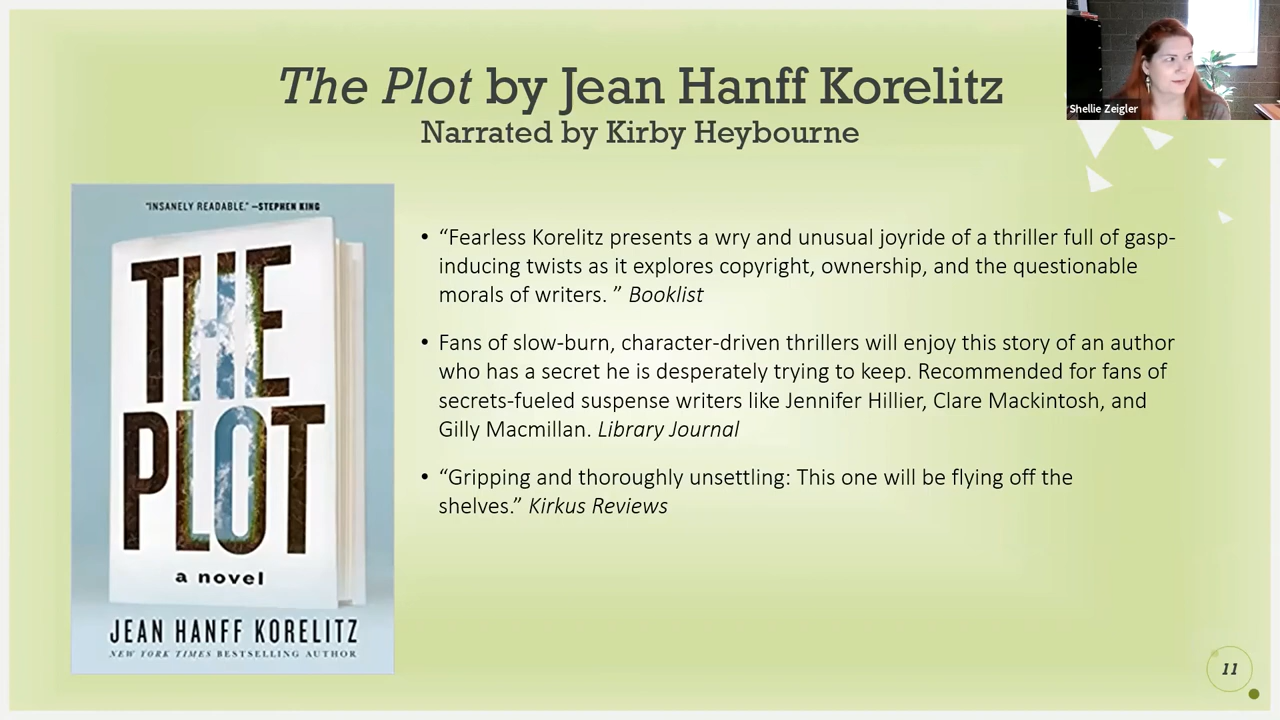 The Plot by Jean Hanff Korelitz
Narrated by Kirby Heybourne
Shellie Zeigler
"INSANELY READABLE." —STEPHEN KING
THE
PLOT
a novel
JEAN HANFF KORELITZ
NEW YORK TIMES BESTSELLING AUTHOR
• “Fearless Korelitz presents a wry and unusual joyride of a thriller full of gasp-
inducing twists as it explores copyright, ownership, and the questionable
morals of writers. ” Booklist
• Fans of slow-burn, character-driven thrillers will enjoy this story of an author
who has a secret he is desperately trying to keep. Recommended for fans of
secrets-fueled suspense writers like Jennifer Hillier, Clare Mackintosh, and
Gilly Macmillan. Library Journal
• “Gripping and thoroughly unsettling: This one will be flying off the
shelves.” Kirkus Reviews
11